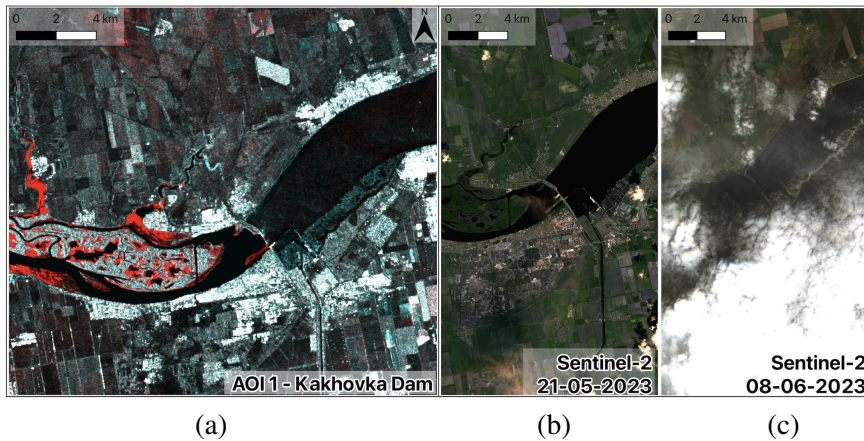 0 2 4 km
N
AOI 1 - Kakhovka Dam
0 2 4 km
Sentinel-2
21-05-2023
0 2 4 km
Sentinel-2
08-06-2023
(a) (b) (c)